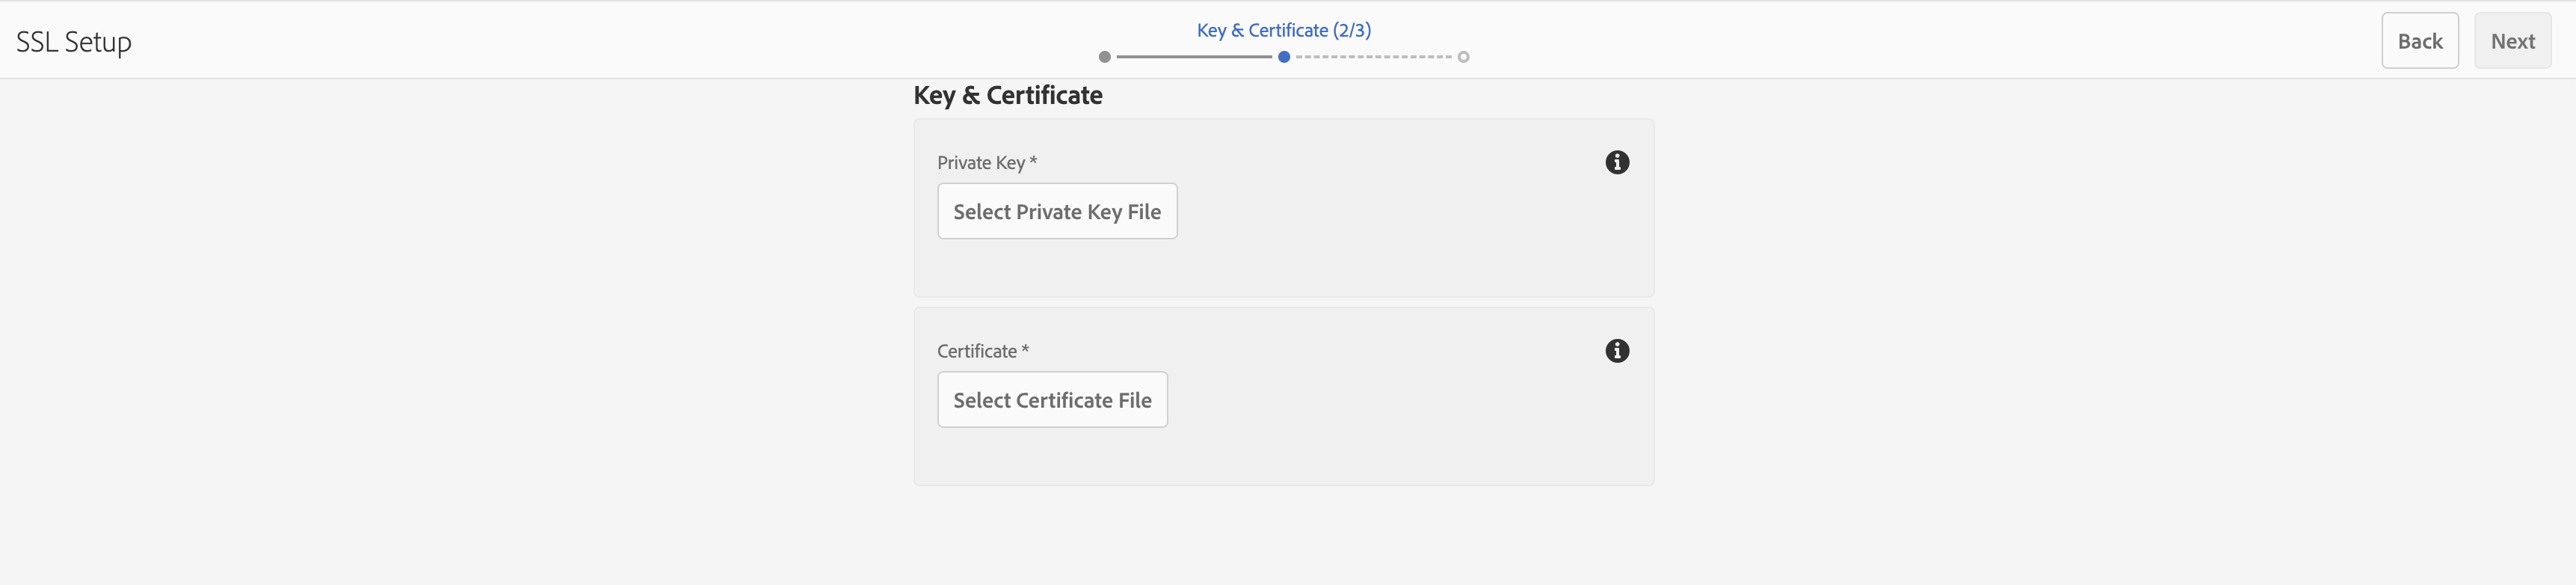 SSL Setup
Key & Certificate (2/3)
Back
Next
Key & Certificate
Private Key *
Select Private Key File
Certificate *
Select Certificate File